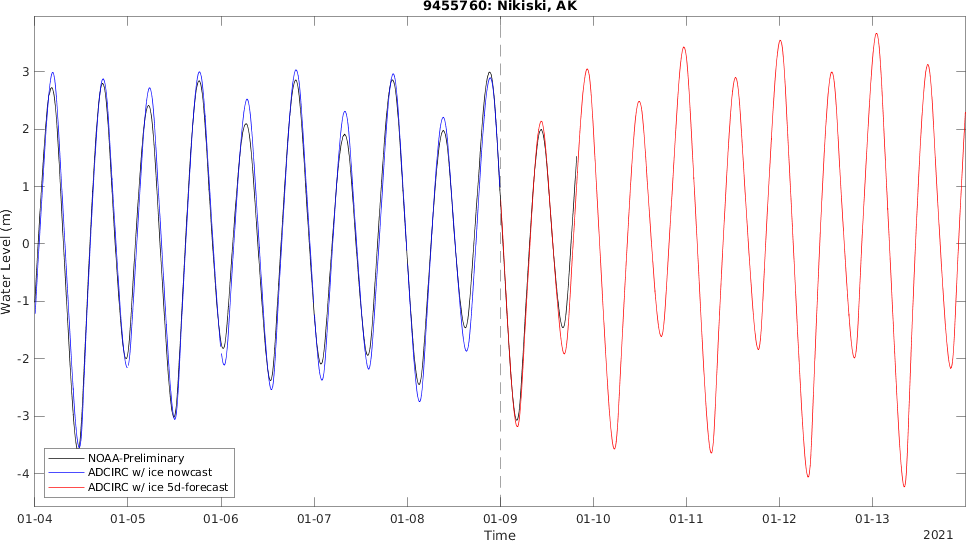 9455760: Nikiski, AK
Water Level (m)
3
2
1
0
-1
-2
-3
-4
NOAA-Preliminary
ADCIRC w/ ice nowcast
ADCIRC w/ ice 5d-forecast
01-04 01-05 01-06 01-07 01-08 01-09 01-10 01-11 01-12 01-13
Time
2021